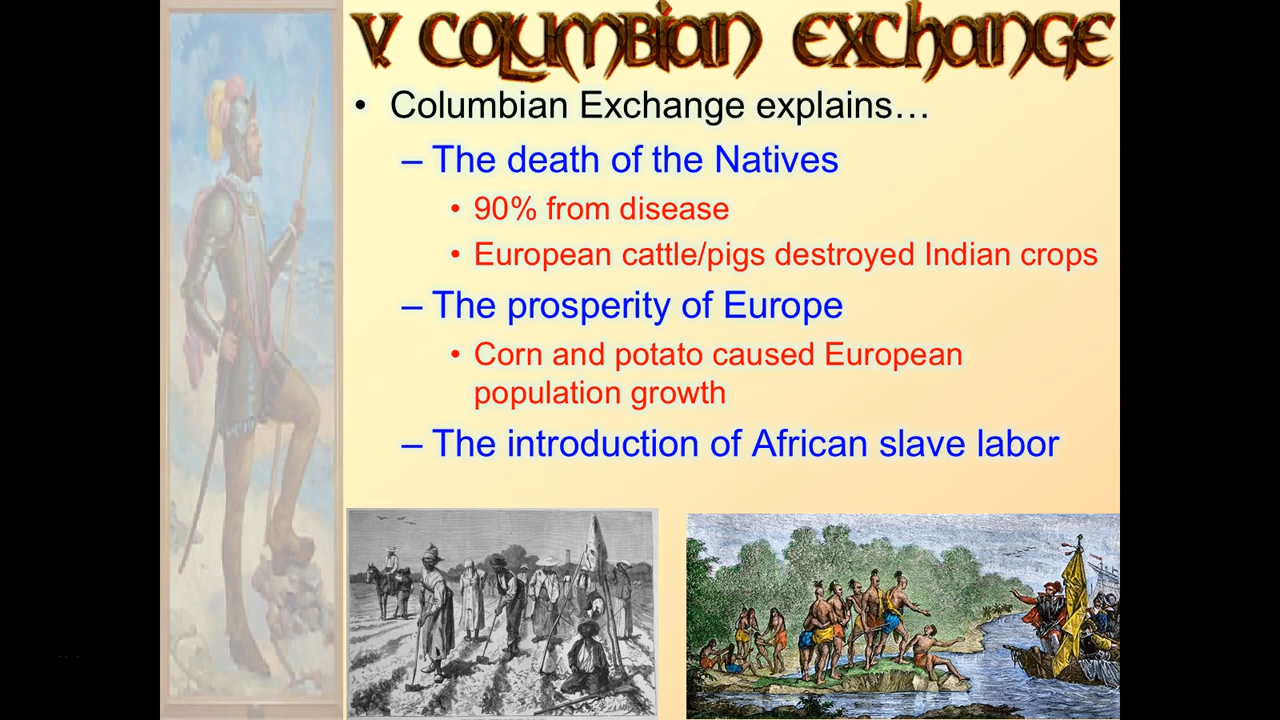 V. Columbian Exchange
• Columbian Exchange explains…
– The death of the Natives
• 90% from disease
• European cattle/pigs destroyed Indian crops
– The prosperity of Europe
• Corn and potato caused European
population growth
– The introduction of African slave labor